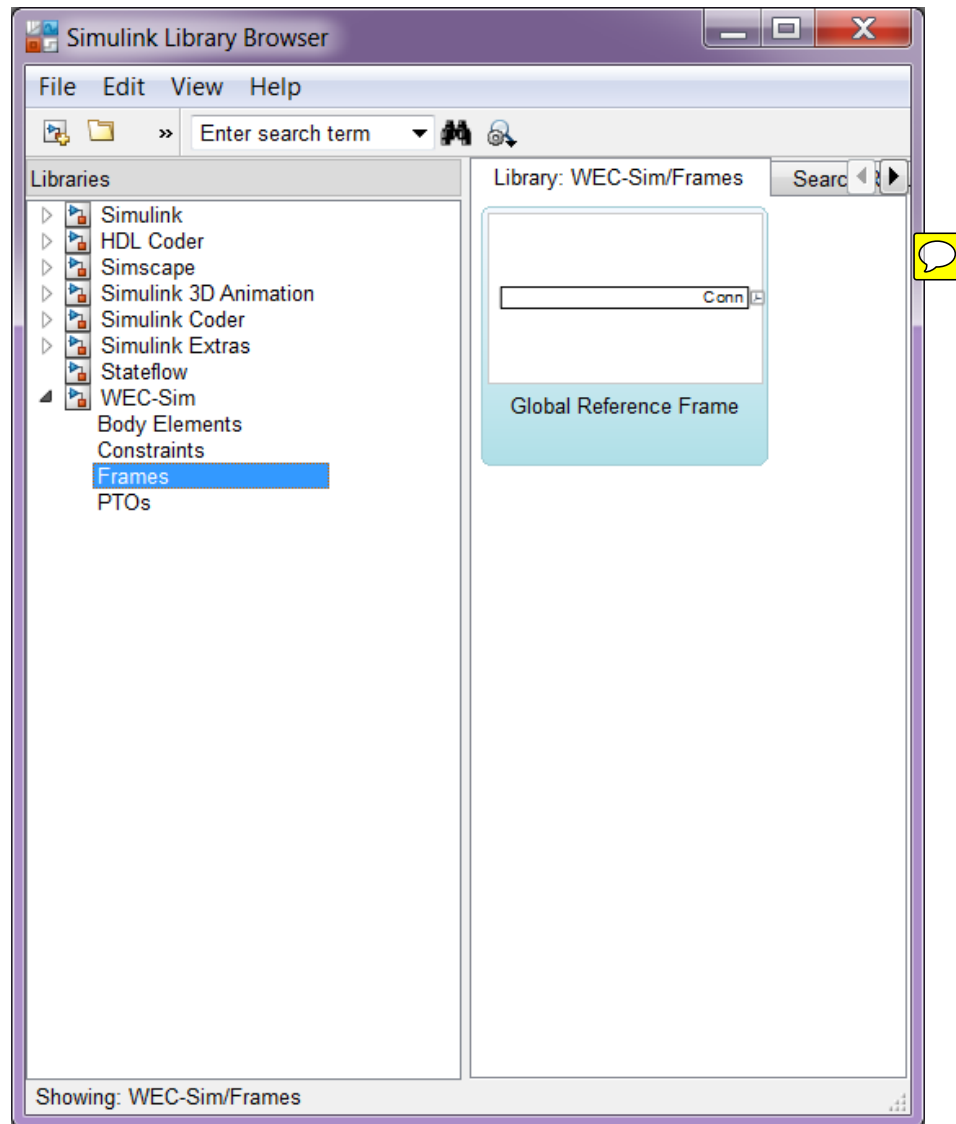 Simulink Library Browser
File Edit View Help
» Enter search term
Libraries
Library: WEC-Sim/Frames
Searc
Simulink
HDL Coder
Simscape
Simulink 3D Animation
Simulink Coder
Simulink Extras
Stateflow
WEC-Sim
Body Elements
Constraints
Frames
PTOs
Conn
Global Reference Frame
Showing: WEC-Sim/Frames